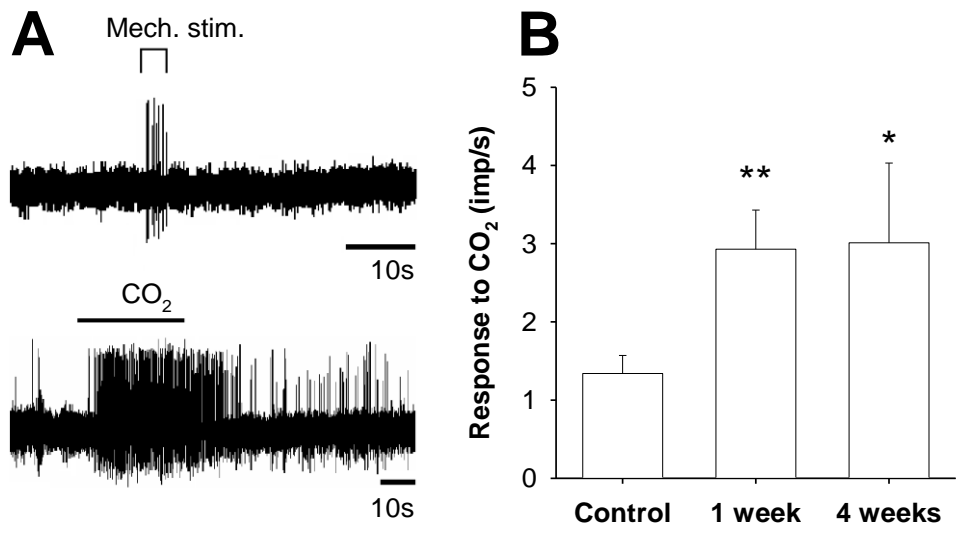 A
Mech. stim.
10s
CO₂
10s
B
Response to CO₂ (imp/s)
5
4
3
2
1
0
**
*
Control 1 week 4 weeks